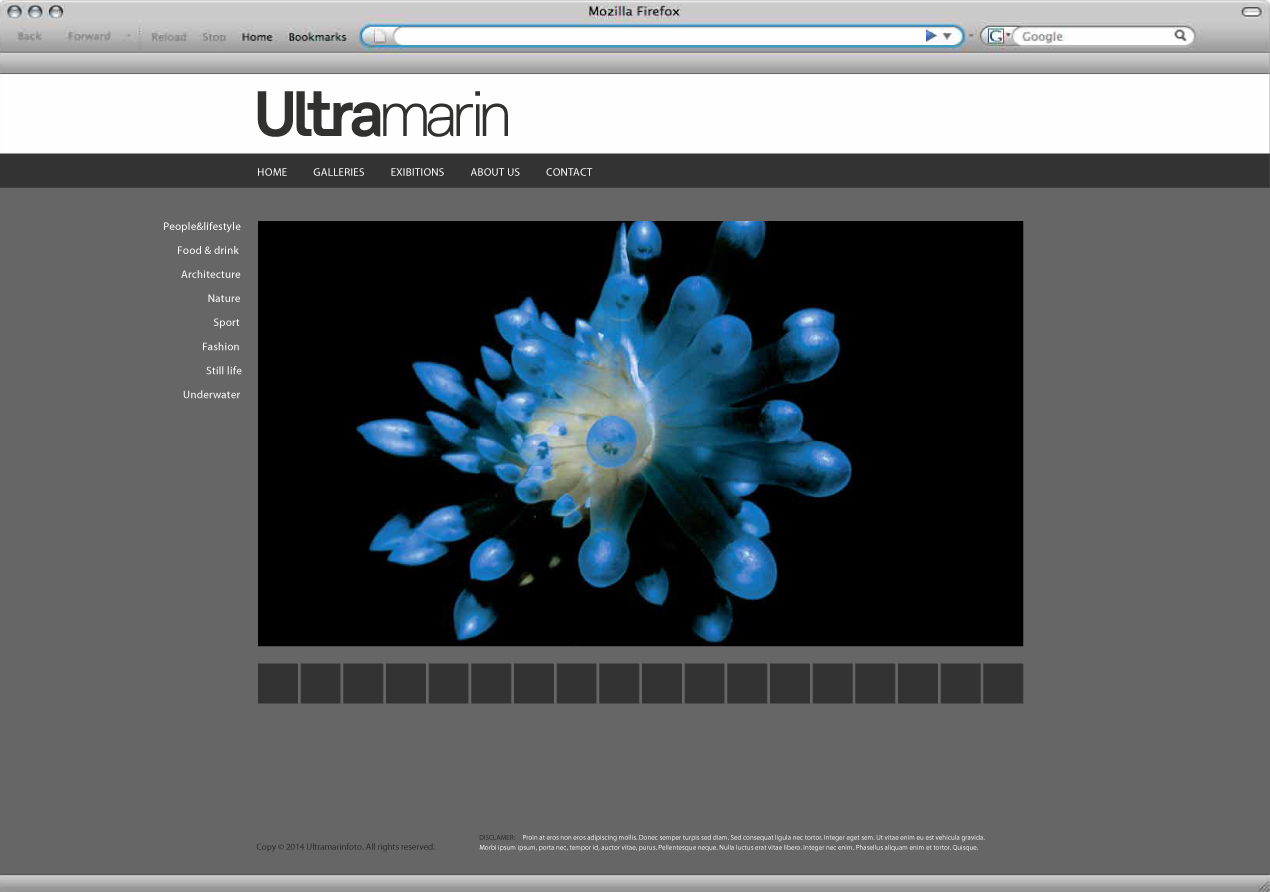 Mozilla Firefox
Back Forward Reload Stop Home Bookmarks G Google
Ultramarin
HOME GALLERIES EXIBITIONS ABOUT US CONTACT
People&lifestyle
Food & drink
Architecture
Nature
Sport
Fashion
Still life
Underwater
DISCLAMER: Proin at eros non eros adipiscing mollis. Donec semper turpis sed diam. Sed consequat ligula nec tortor. Integer eget sem. Ut vitae enim eu est vehicula gravida.
Morbi ipsum ipsum, porta nec, tempor id, auctor vitae, purus. Pellentesque neque. Nulla luctus erat vitae libero. Integer nec enim. Phasellus aliquam enim et tortor. Quisque.
Copy © 2014 Ultramarinfoto. All rights reserved.